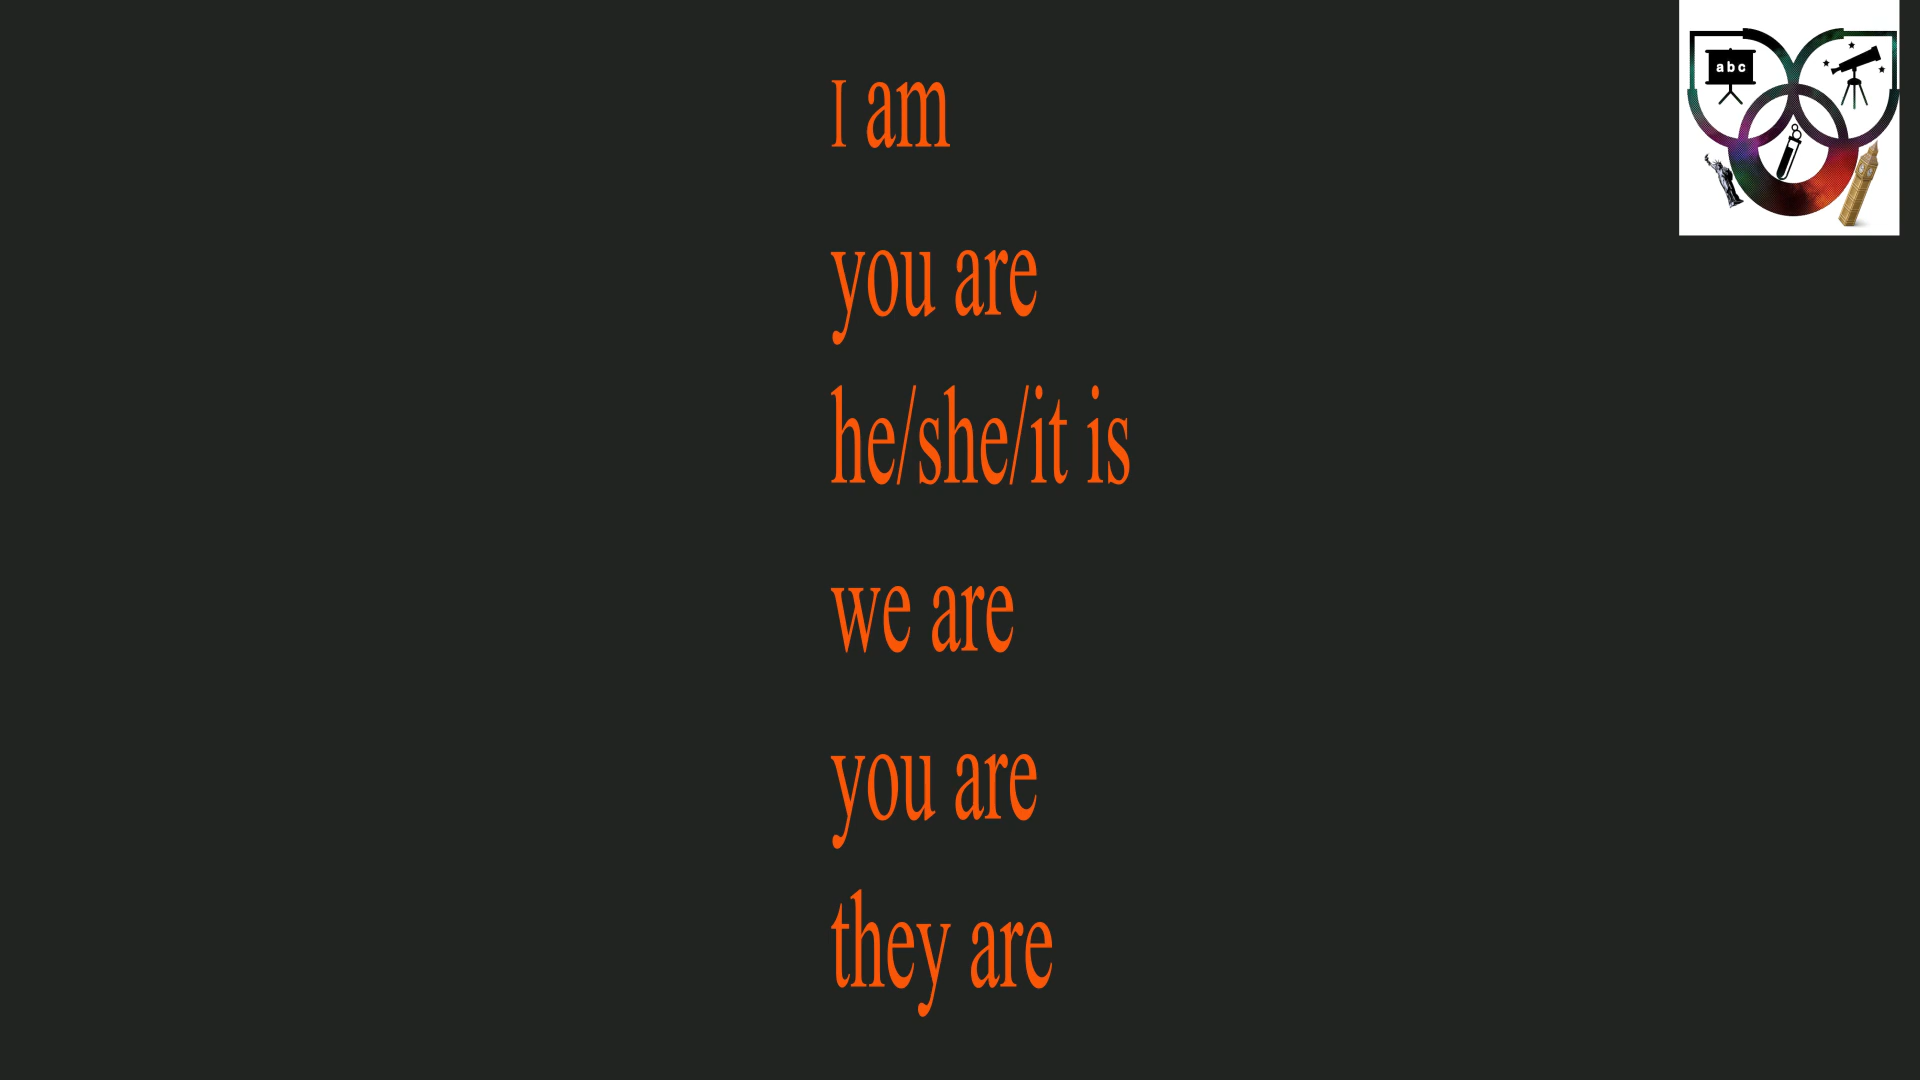 I am
you are
he/she/it is
we are
you are
they are
abc